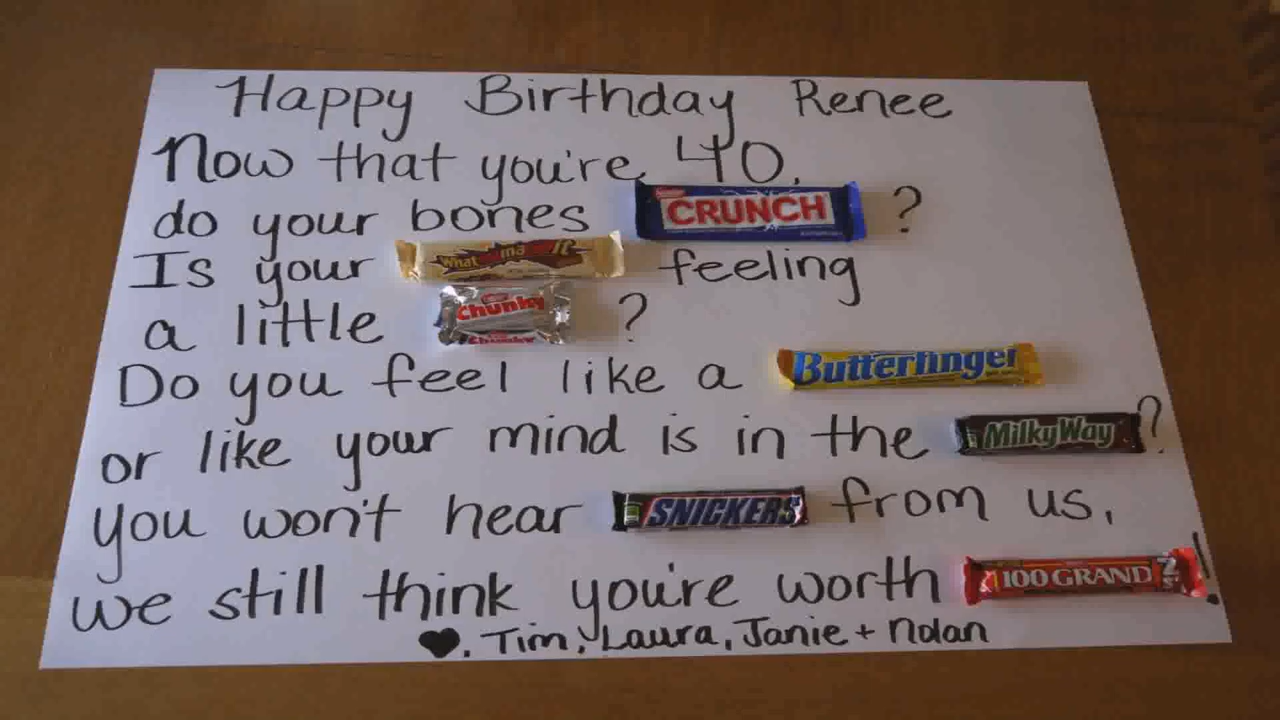 Happy Birthday Renee
Now that you're 40,
do your bones CRUNCH ?
Is your Whatchamacallit feeling
a little Chunky ?
Do you feel like a Butterfinger
or like your mind is in the MilkyWay ?
you won't hear SNICKERS from us,
we still think you're worth 100 GRAND !
♥, Tim, Laura, Janie + Nolan